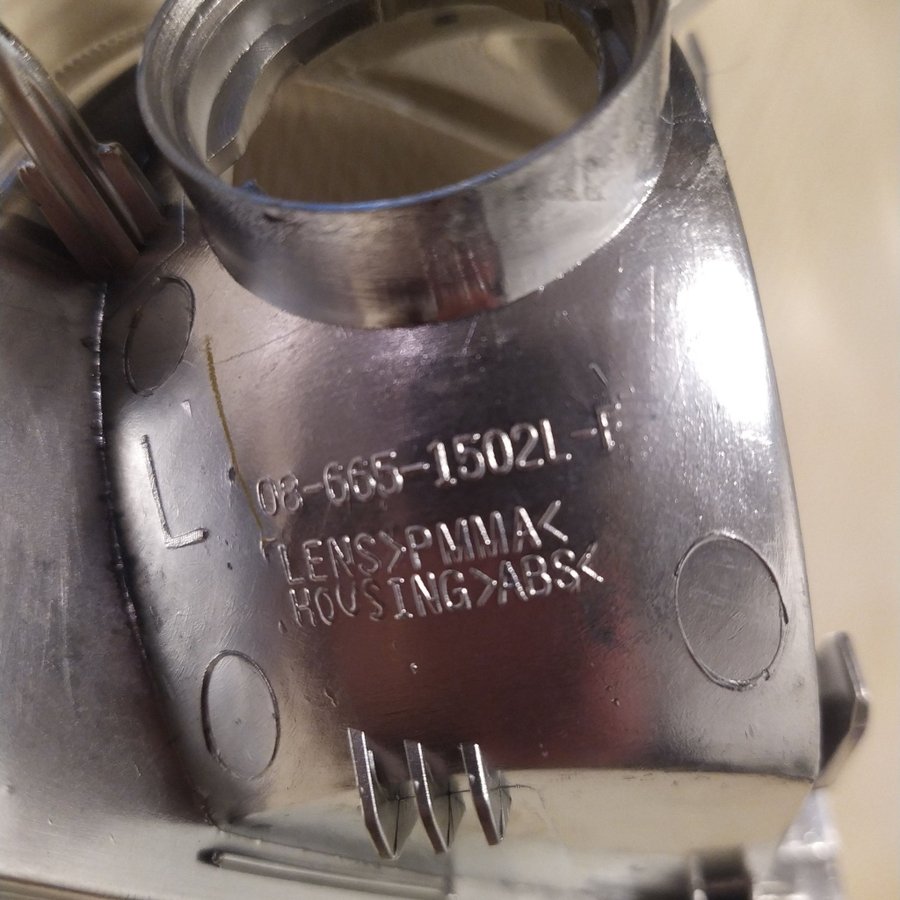 08-665-1502L-F
L
LENS>PMMA<
.HOUSING>ABS<